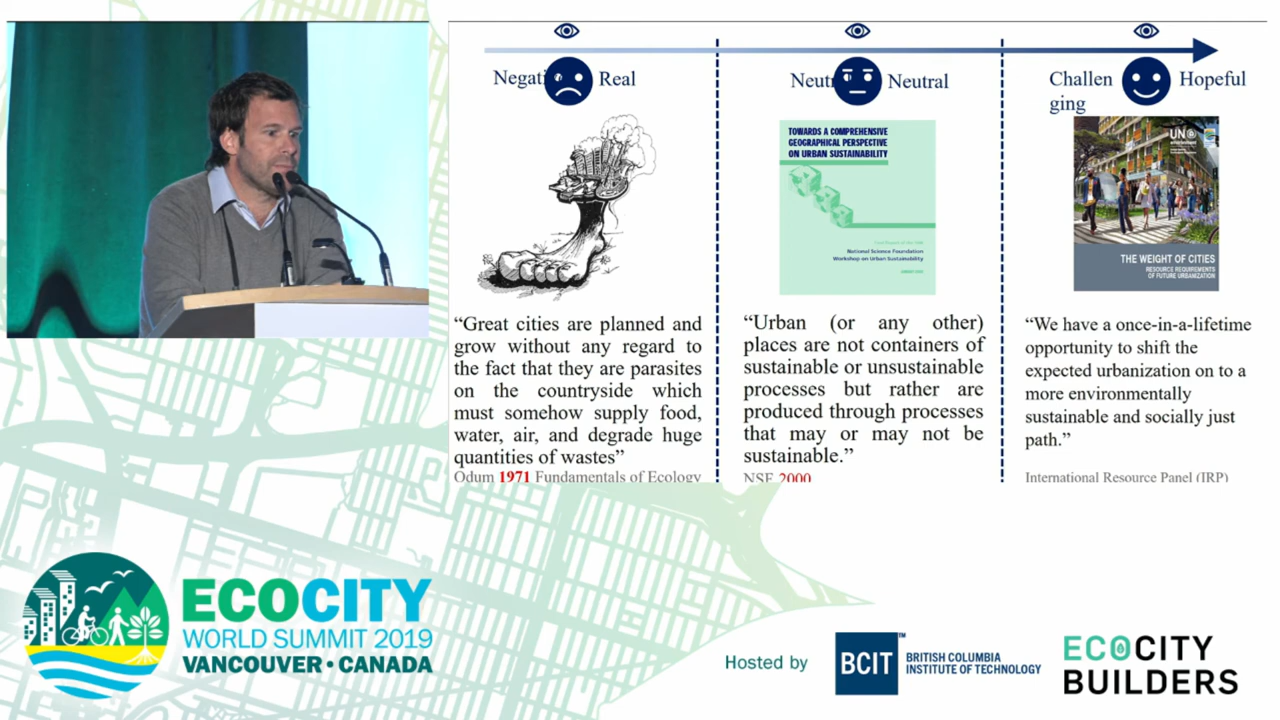 Negati
Real
Neutr
Neutral
Challen
ging
Hopeful
TOWARDS A COMPREHENSIVE
GEOGRAPHICAL PERSPECTIVE
ON URBAN SUSTAINABILITY
National Science Foundation
Workshop on Urban Sustainability
UN
environment
THE WEIGHT OF CITIES
RESOURCE REQUIREMENTS
OF FUTURE URBANIZATION
“Great cities are planned and
grow without any regard to
the fact that they are parasites
on the countryside which
must somehow supply food,
water, air, and degrade huge
quantities of wastes”
Odum 1971 Fundamentals of Ecology
“Urban (or any other)
places are not containers of
sustainable or unsustainable
processes but rather are
produced through processes
that may or may not be
sustainable.”
NSF 2000
“We have a once-in-a-lifetime
opportunity to shift the
expected urbanization on to a
more environmentally
sustainable and socially just
path.”
International Resource Panel (IRP)
ECOCITY
WORLD SUMMIT 2019
VANCOUVER • CANADA
Hosted by
BCIT™
BRITISH COLUMBIA
INSTITUTE OF TECHNOLOGY
ECOCITY
BUILDERS